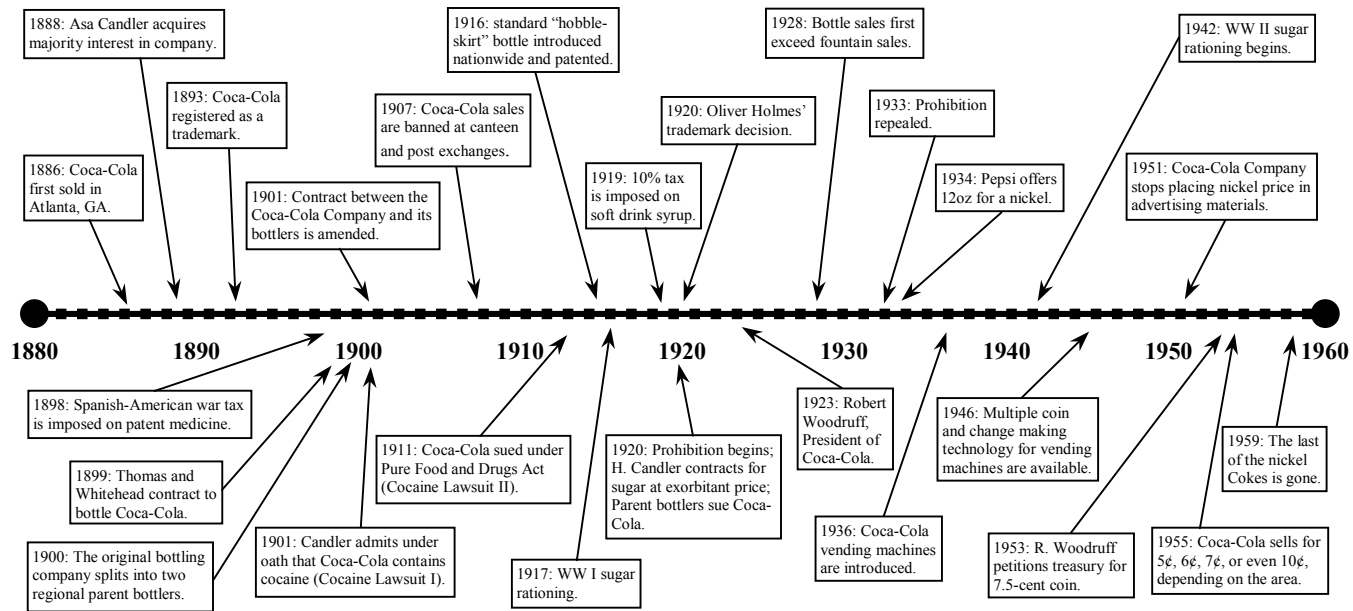 1888: Asa Candler acquires
majority interest in company.
1893: Coca-Cola
registered as a
trademark.
1886: Coca-Cola
first sold in
Atlanta, GA.
1901: Contract between the
Coca-Cola Company and its
bottlers is amended.
1907: Coca-Cola sales
are banned at canteen
and post exchanges.
1916: standard “hobble-
skirt” bottle introduced
nationwide and patented.
1919: 10% tax
is imposed on
soft drink syrup.
1920: Oliver Holmes’
trademark decision.
1928: Bottle sales first
exceed fountain sales.
1933: Prohibition
repealed.
1934: Pepsi offers
12oz for a nickel.
1942: WW II sugar
rationing begins.
1951: Coca-Cola Company
stops placing nickel price in
advertising materials.
1880 1890 1900 1910 1920 1930 1940 1950 1960
1898: Spanish-American war tax
is imposed on patent medicine.
1899: Thomas and
Whitehead contract to
bottle Coca-Cola.
1900: The original bottling
company splits into two
regional parent bottlers.
1901: Candler admits under
oath that Coca-Cola contains
cocaine (Cocaine Lawsuit I).
1911: Coca-Cola sued under
Pure Food and Drugs Act
(Cocaine Lawsuit II).
1917: WW I sugar
rationing.
1920: Prohibition begins;
H. Candler contracts for
sugar at exorbitant price;
Parent bottlers sue Coca-
Cola.
1923: Robert
Woodruff,
President of
Coca-Cola.
1936: Coca-Cola
vending machines
are introduced.
1946: Multiple coin
and change making
technology for vending
machines are available.
1953: R. Woodruff
petitions treasury for
7.5-cent coin.
1955: Coca-Cola sells for
5¢, 6¢, 7¢, or even 10¢,
depending on the area.
1959: The last
of the nickel
Cokes is gone.